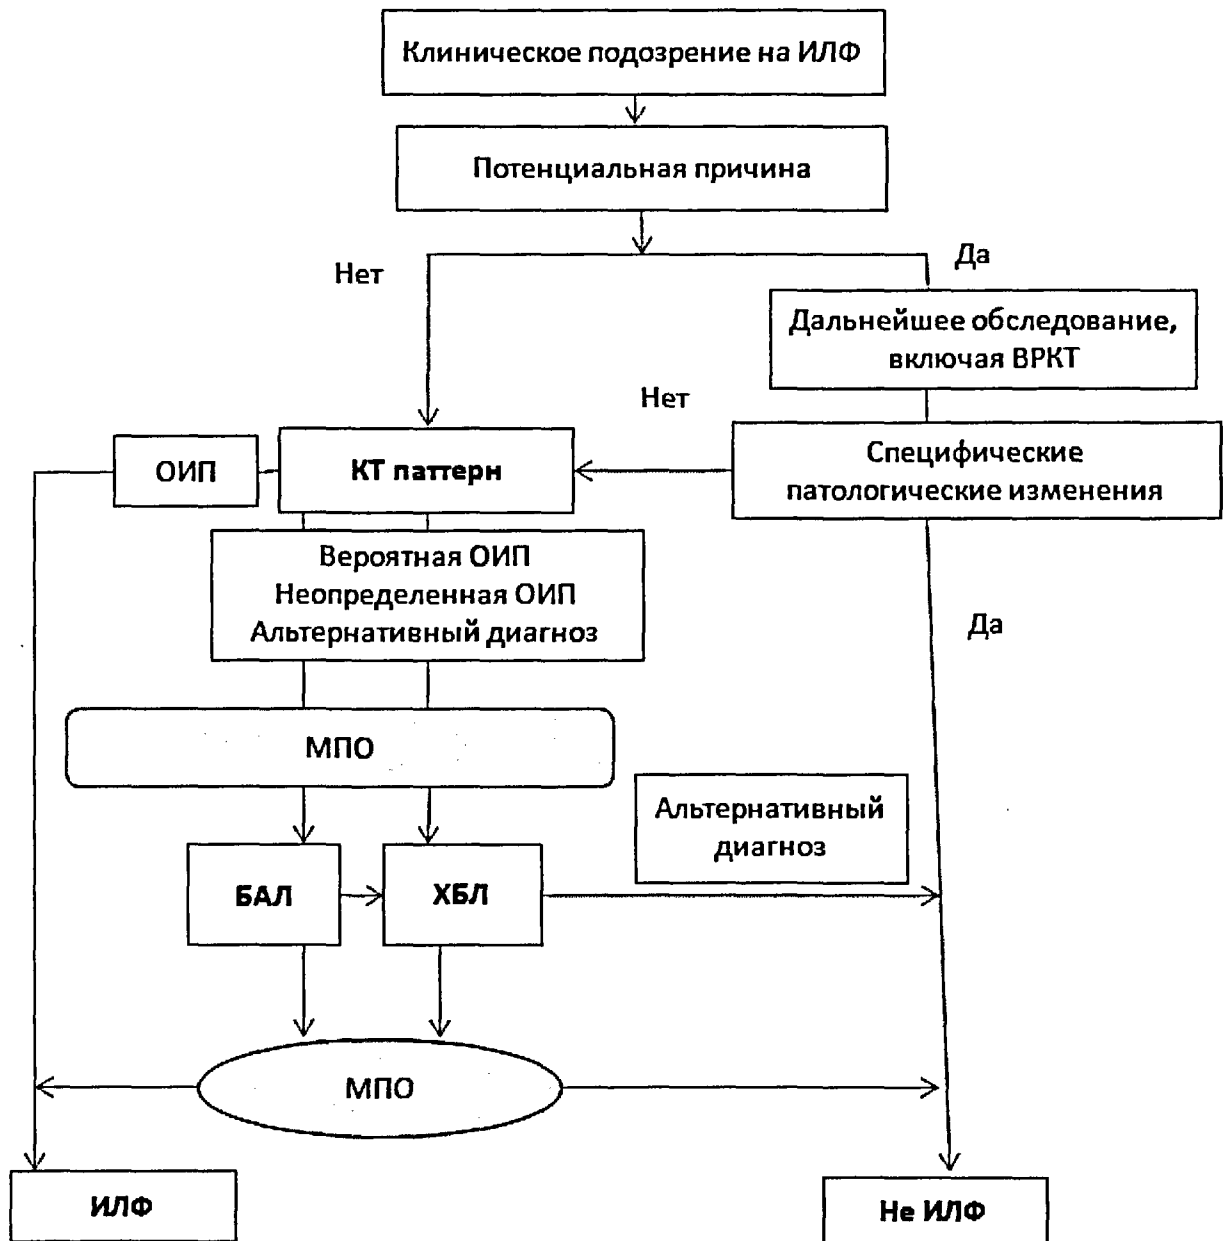 Клиническое подозрение на ИЛФ
Потенциальная причина
Нет
Да
Дальнейшее обследование,
включая ВРКТ
Нет
ОИП
КТ паттерн
Специфические
патологические изменения
Вероятная ОИП
Неопределенная ОИП
Альтернативный диагноз
Да
МПО
Альтернативный
диагноз
БАЛ
ХБЛ
МПО
ИЛФ
Не ИЛФ